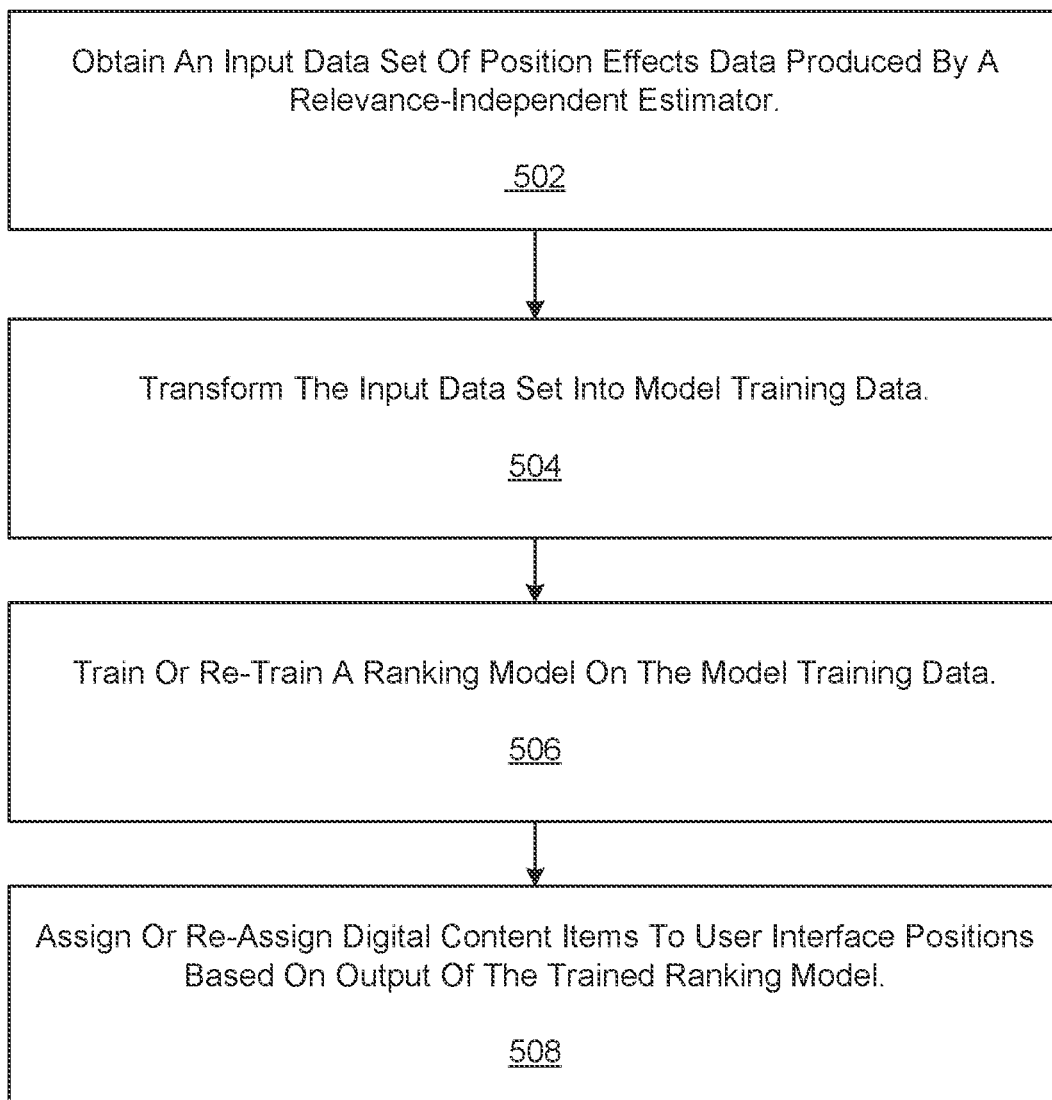 Obtain An Input Data Set Of Position Effects Data Produced By A
Relevance-Independent Estimator.
502
Transform The Input Data Set Into Model Training Data.
504
Train Or Re-Train A Ranking Model On The Model Training Data.
506
Assign Or Re-Assign Digital Content Items To User Interface Positions
Based On Output Of The Trained Ranking Model.
508